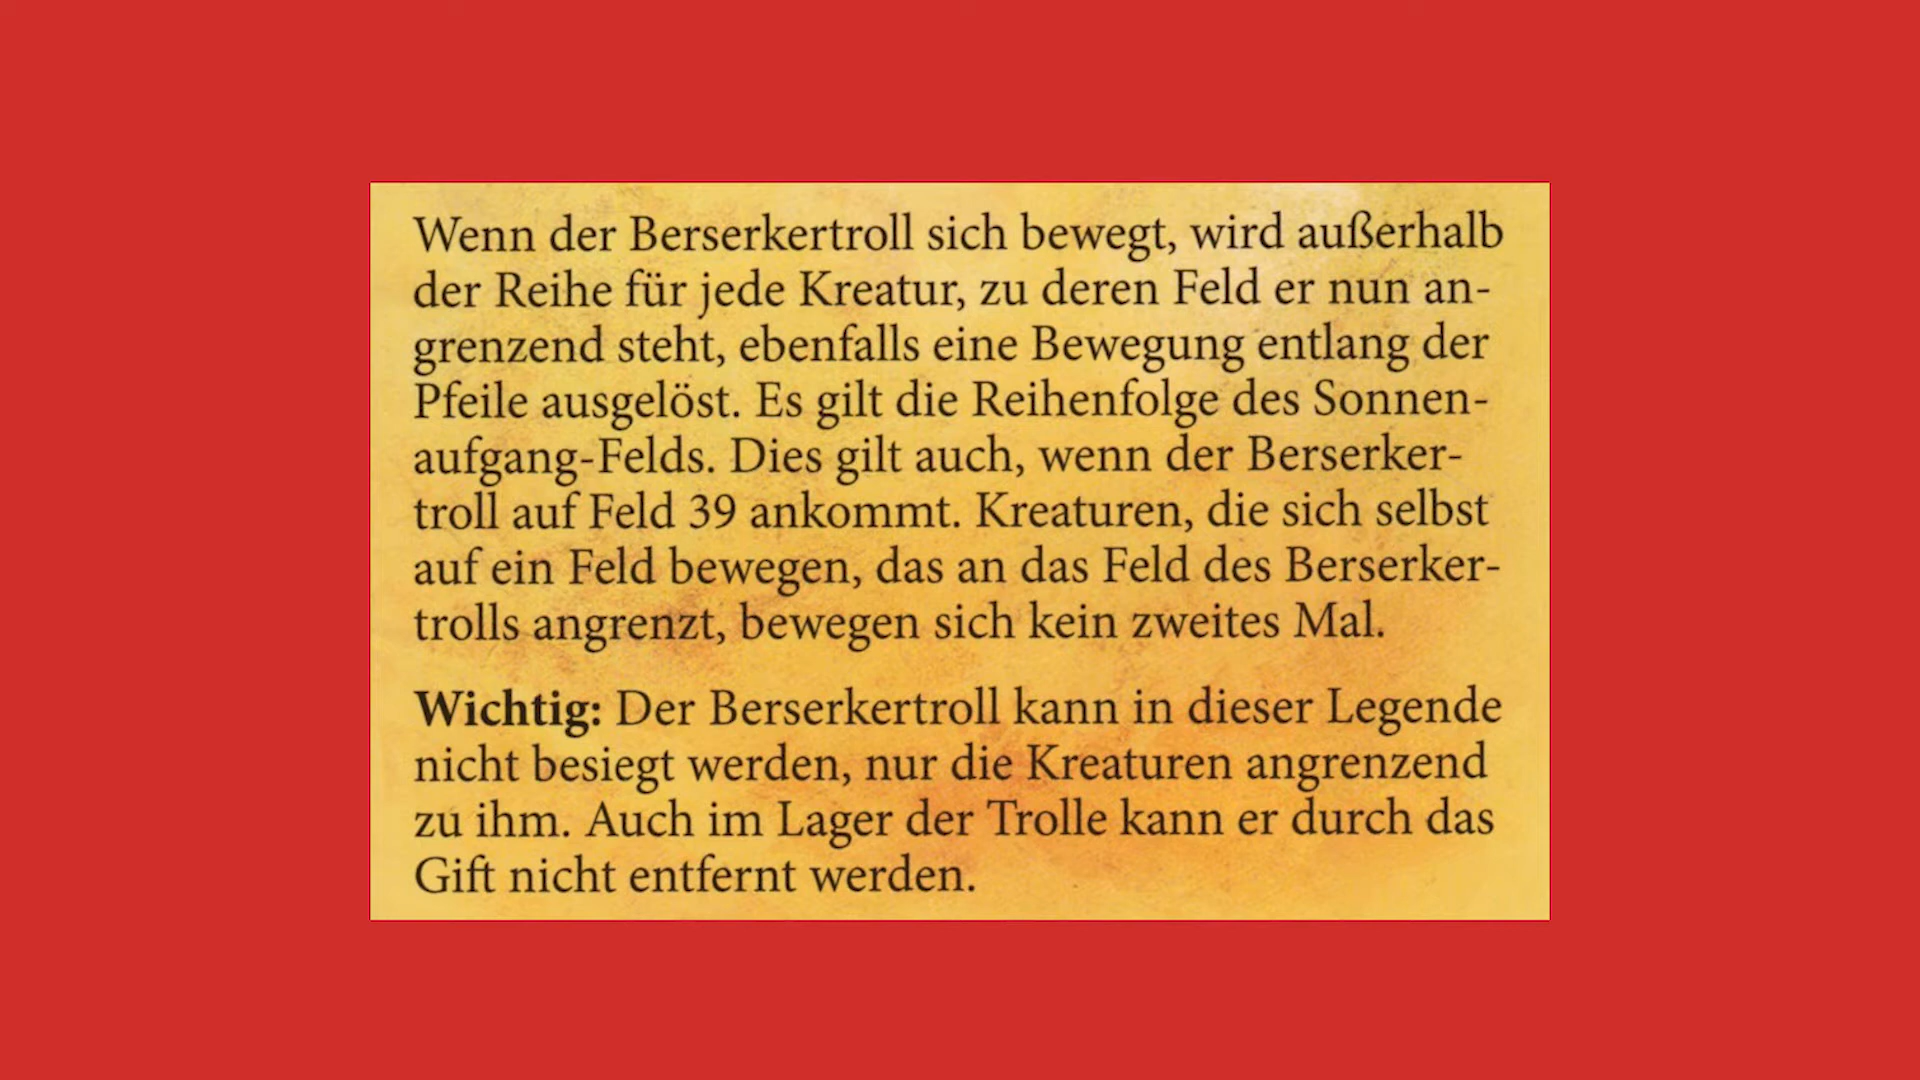 Wenn der Berserkertroll sich bewegt, wird außerhalb
der Reihe für jede Kreatur, zu deren Feld er nun an-
grenzend steht, ebenfalls eine Bewegung entlang der
Pfeile ausgelöst. Es gilt die Reihenfolge des Sonnen-
aufgang-Felds. Dies gilt auch, wenn der Berserker-
troll auf Feld 39 ankommt. Kreaturen, die sich selbst
auf ein Feld bewegen, das an das Feld des Berserker-
trolls angrenzt, bewegen sich kein zweites Mal.
Wichtig: Der Berserkertroll kann in dieser Legende
nicht besiegt werden, nur die Kreaturen angrenzend
zu ihm. Auch im Lager der Trolle kann er durch das
Gift nicht entfernt werden.